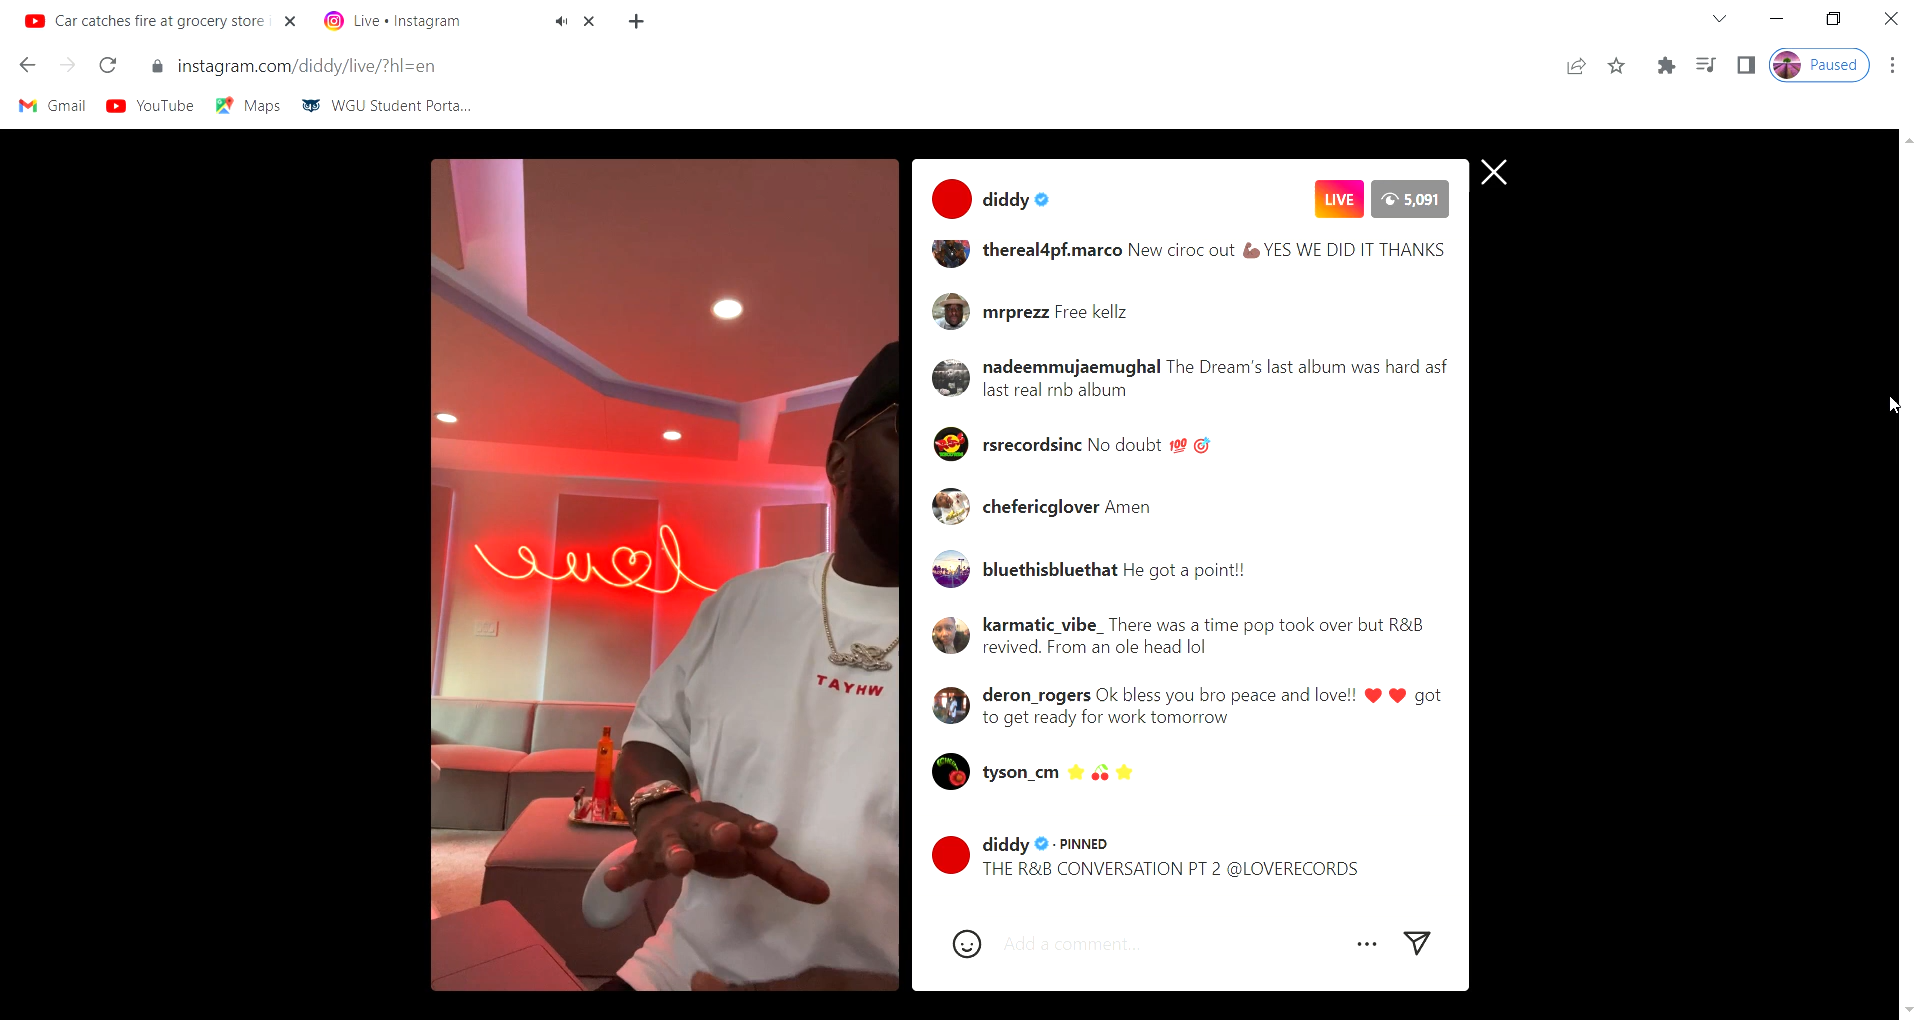 Car catches fire at grocery store i
Live • Instagram
instagram.com/diddy/live/?hl=en
Paused
Gmail
YouTube
Maps
WGU Student Porta...
diddy
LIVE
5,091
thereal4pf.marco New ciroc out 💪🏾 YES WE DID IT THANKS
mrprezz Free kellz
nadeemmujaemughal The Dream's last album was hard asf
last real rnb album
rsrecordsinc No doubt 💯 🎯
chefericglover Amen
bluethisbluethat He got a point!!
karmatic_vibe_ There was a time pop took over but R&B
revived. From an ole head lol
deron_rogers Ok bless you bro peace and love!! ❤️ ❤️ got
to get ready for work tomorrow
tyson_cm ⭐ 🍒 ⭐
diddy · PINNED
THE R&B CONVERSATION PT 2 @LOVERECORDS
Add a comment...
love
TAYHW